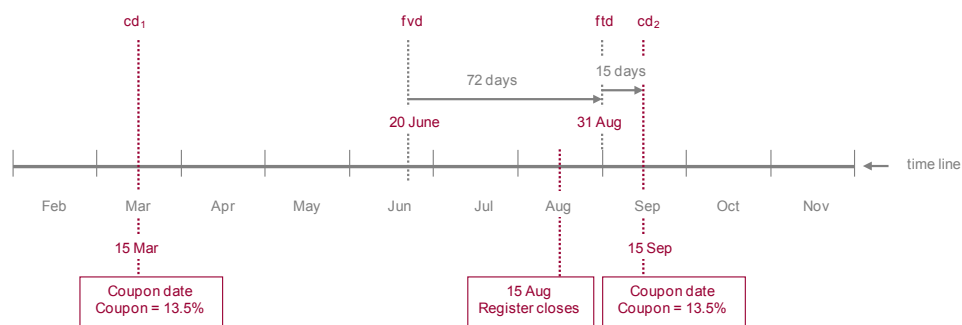 cd1 fvd ftd cd2
72 days 15 days
20 June 31 Aug
time line
Feb Mar Apr May Jun Jul Aug Sep Oct Nov
15 Mar 15 Sep
Coupon date
Coupon = 13.5%
15 Aug
Register closes
Coupon date
Coupon = 13.5%